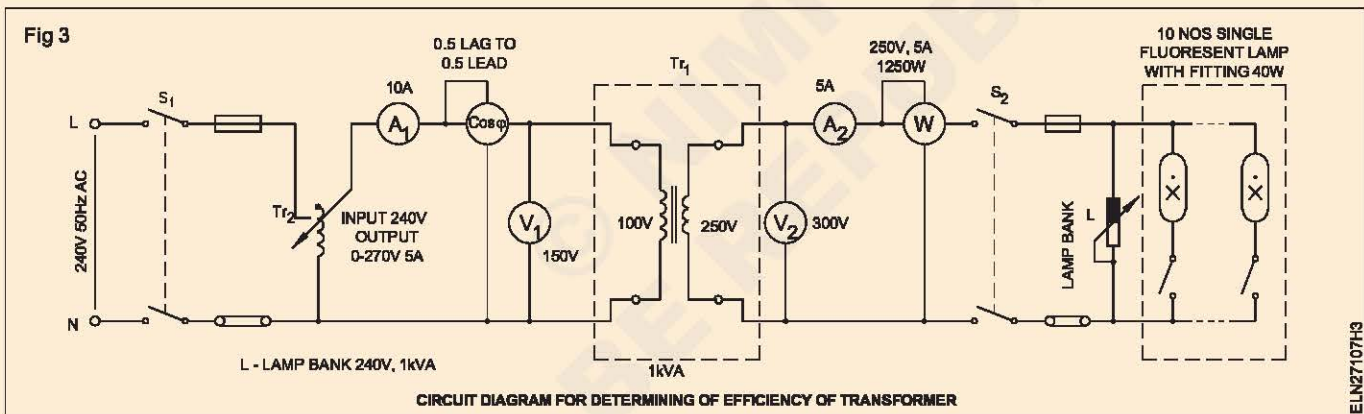 Fig 3
0.5 LAG TO
0.5 LEAD
10A
S1
L
A1
Cosφ
Tr2
INPUT 240V
OUTPUT
0-270V 5A
240V 50Hz AC
N
V1
150V
Tr1
100V
250V
1kVA
V2
300V
5A
A2
250V, 5A
1250W
W
S2
LAMP BANK
L
10 NOS SINGLE
FLUORESENT LAMP
WITH FITTING 40W
L - LAMP BANK 240V, 1kVA
CIRCUIT DIAGRAM FOR DETERMINING OF EFFICIENCY OF TRANSFORMER
ELN27107H3
© NIMI
BE REPUB